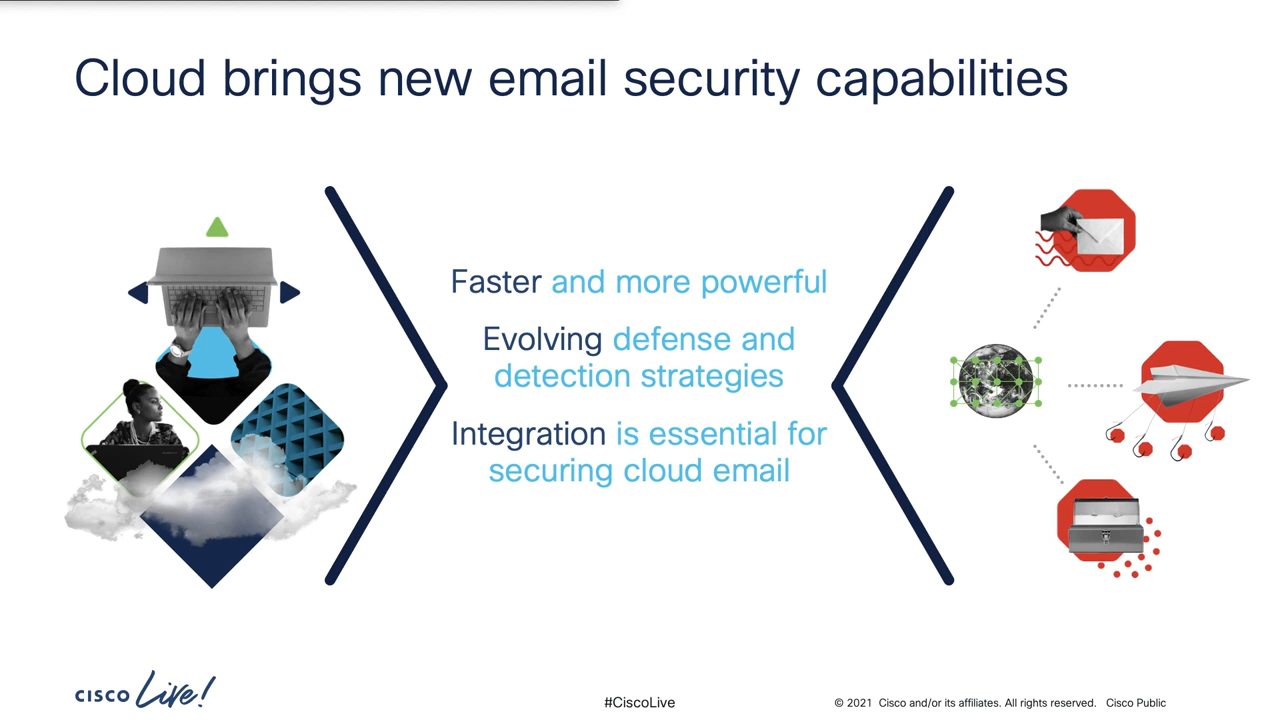 Cloud brings new email security capabilities
Faster and more powerful
Evolving defense and
detection strategies
Integration is essential for
securing cloud email
CISCO Live!
#CiscoLive
© 2021 Cisco and/or its affiliates. All rights reserved. Cisco Public